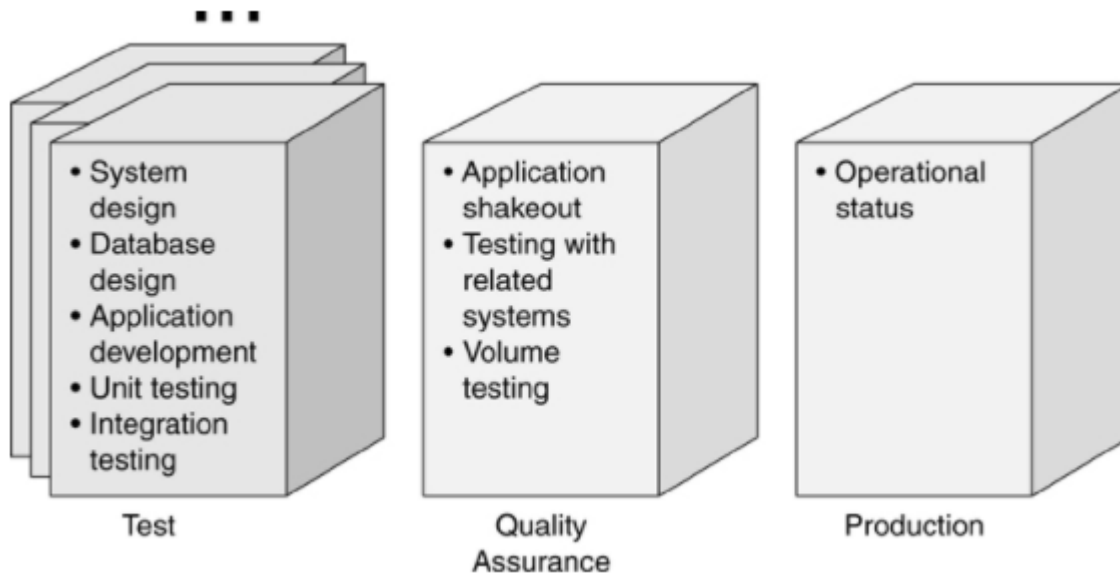 ...
• System
design
• Database
design
• Application
development
• Unit testing
• Integration
testing
Test
• Application
shakeout
• Testing with
related
systems
• Volume
testing
Quality
Assurance
• Operational
status
Production